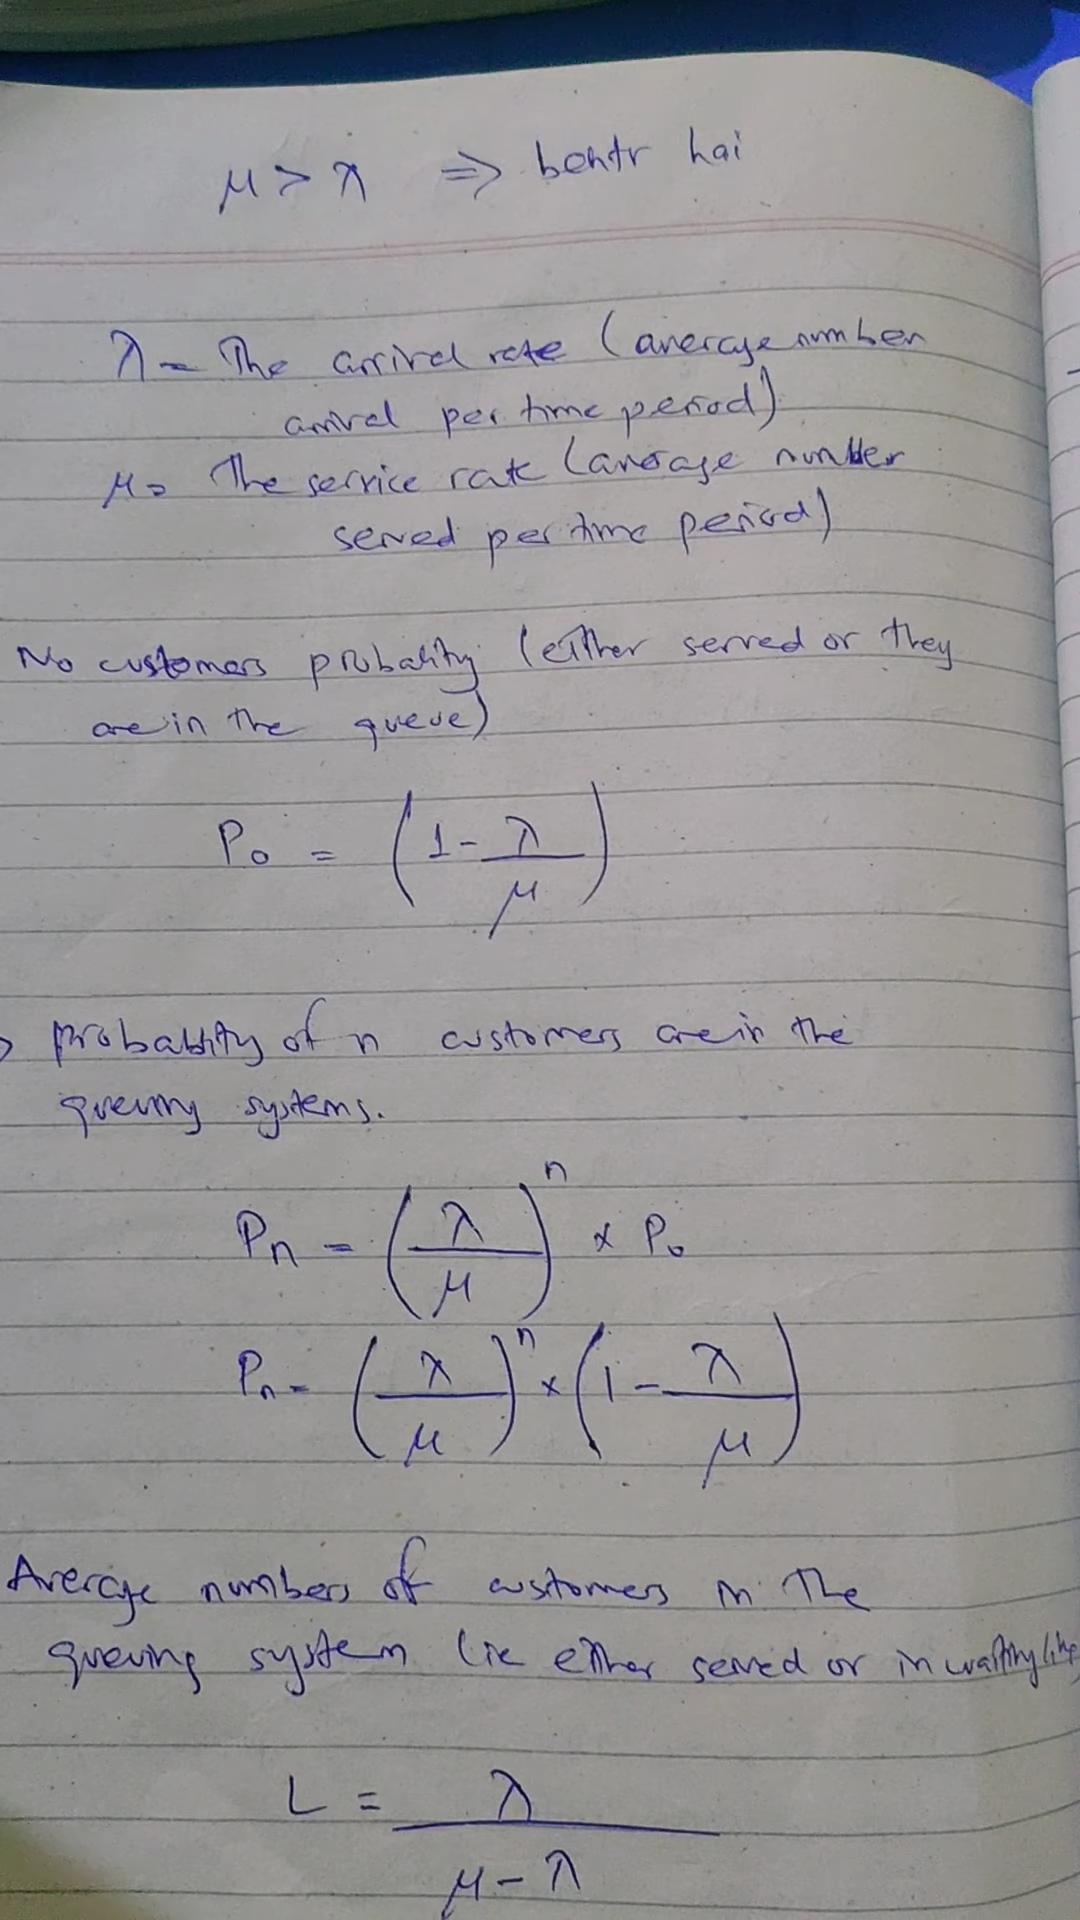 μ > λ ⇒ behtr hai
λ = The arrival rate (average number
arrival per time period)
μ = The service rate (average number
served per time period)
No customers probality (either served or they
are in the queue)
P₀ = (1 - λ/μ)
> probability of n customers are in the
queuing systems.
Pn = (λ/μ)ⁿ × P₀
Pn = (λ/μ)ⁿ × (1 - λ/μ)
Average numbers of customers in the
queuing system (ie either served or in waiting line
L = λ/(μ - λ)